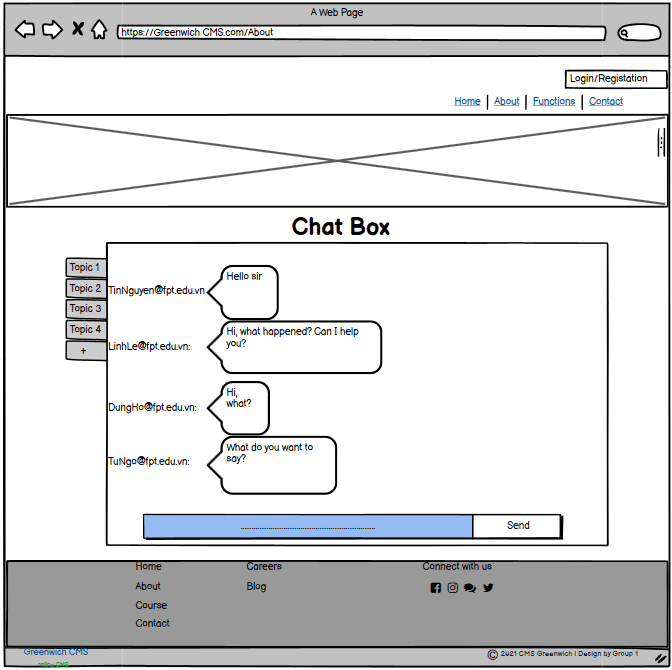 A Web Page
https://Greenwich CMS.com/About
Login/Registation
Home
About
Functions
Contact
Chat Box
Topic 1
Topic 2
Topic 3
Topic 4
+
TinNguyen@fpt.edu.vn
Hello sir
LinhLe@fpt.edu.vn:
Hi, what happened? Can I help
you?
DungHo@fpt.edu.vn:
Hi,
what?
TuNgo@fpt.edu.vn:
What do you want to
say?
Send
Home
Careers
Connect with us
About
Blog
Course
Contact
Greenwich CMS
© 2021 CMS Greenwich | Design by Group 1